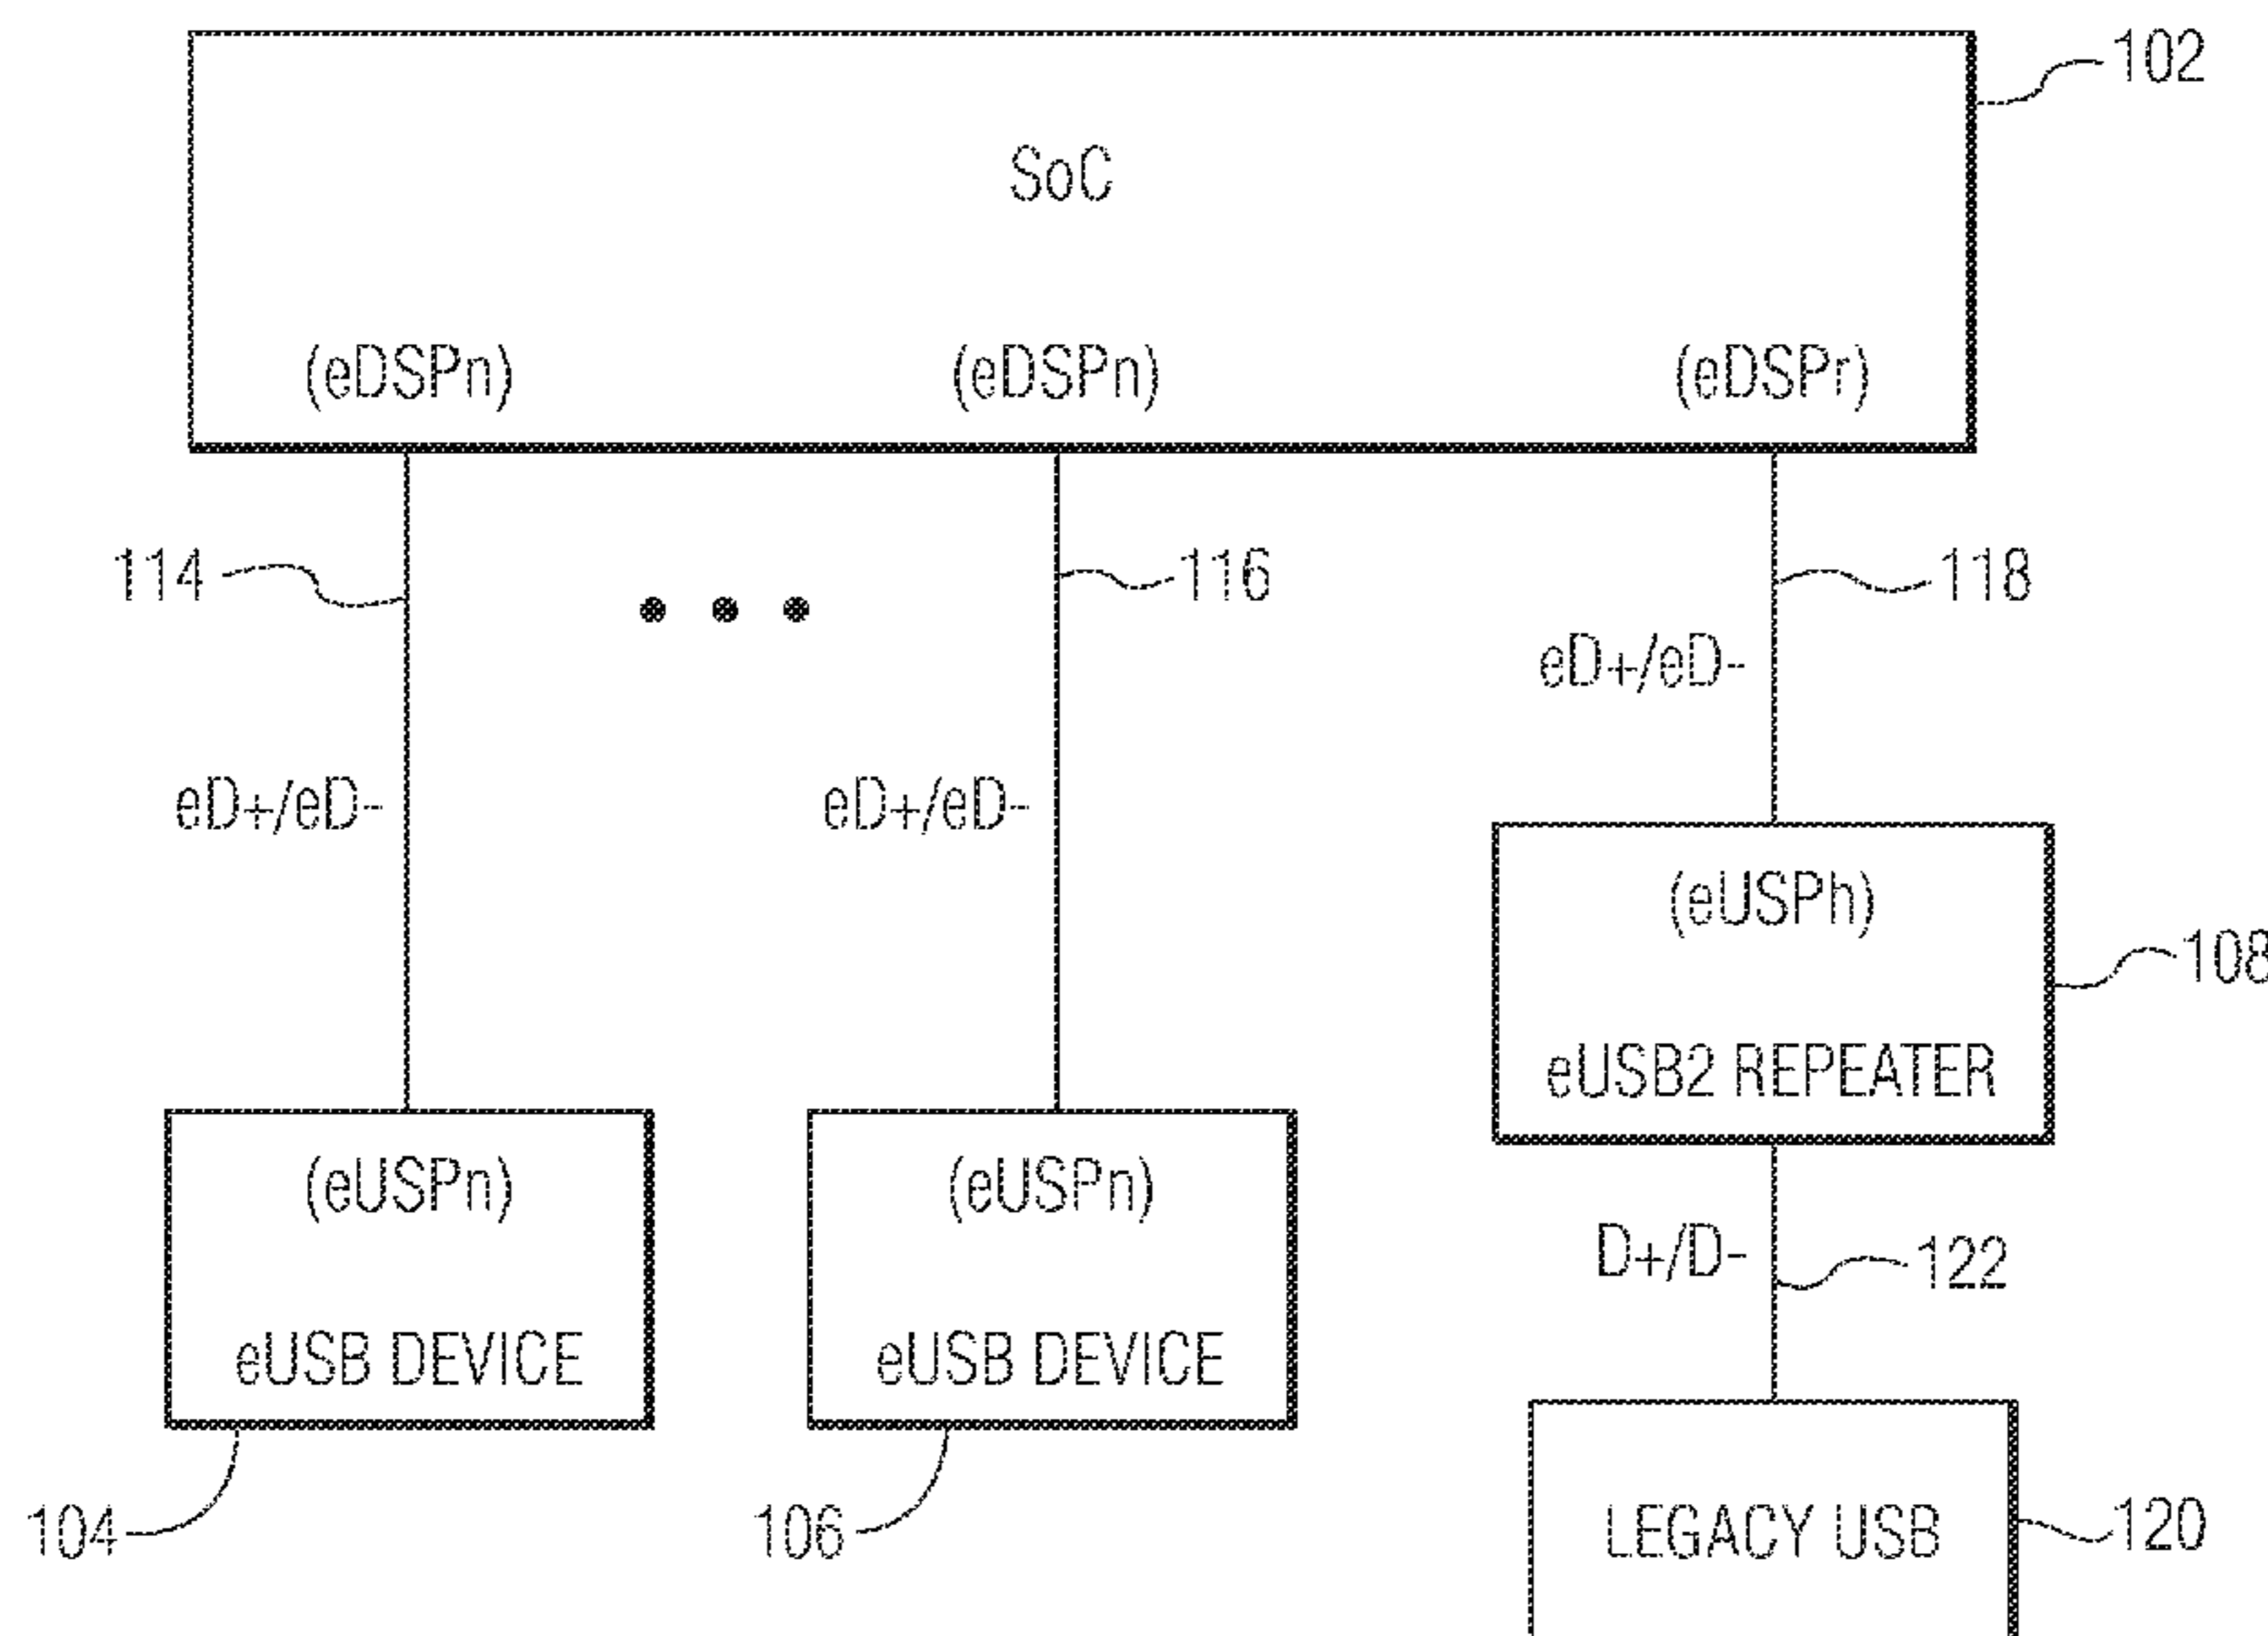 102
SoC
(eDSPn)
(eDSPn)
(eDSPr)
114
116
118
eD+/eD-
eD+/eD-
eD+/eD-
(eUSPh)
108
eUSB2 REPEATER
(eUSPn)
(eUSPn)
D+/D-
122
eUSB DEVICE
eUSB DEVICE
104
106
LEGACY USB
120